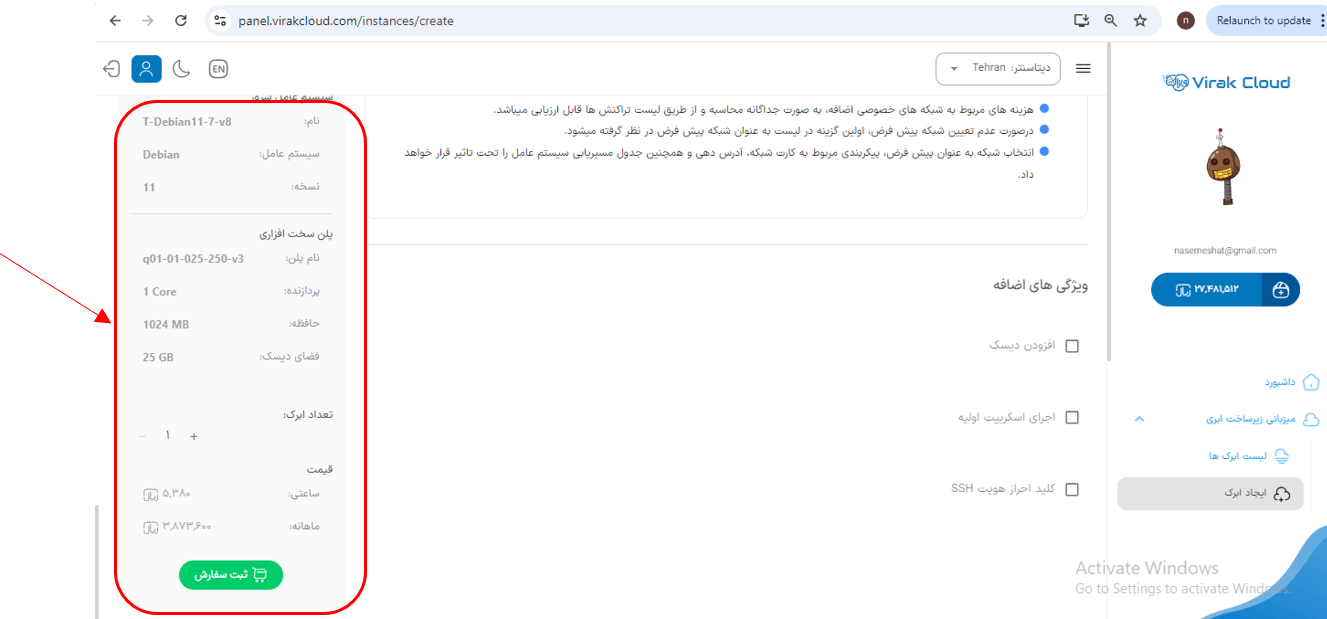 panel.virakcloud.com/instances/create
n
Relaunch to update
EN
دیتاسنتر: Tehran
Virak Cloud
nasemeshat@gmail.com
۲۷,۴۸۱,۵۱۲ ریال
داشبورد
میزبانی زیرساخت ابری
لیست ابرک ها
ایجاد ابرک
هزینه های مربوط به شبکه های خصوصی اضافه، به صورت جداگانه محاسبه و از طریق لیست تراکنش ها قابل ارزیابی میباشد.
درصورت عدم تعیین شبکه پیش فرض، اولین گزینه در لیست به عنوان شبکه پیش فرض در نظر گرفته میشود.
انتخاب شبکه به عنوان پیش فرض، پیکربندی مربوط به کارت شبکه، آدرس دهی و همچنین جدول مسیریابی سیستم عامل را تحت تاثیر قرار خواهد
داد.
ویژگی های اضافه
افزودن دیسک
اجرای اسکریپت اولیه
کلید احراز هویت SSH
سیستم عامل سرور
نام: T-Debian11-7-v8
سیستم عامل: Debian
نسخه: 11
پلن سخت افزاری
نام پلن: q01-01-025-250-v3
پردازنده: 1 Core
حافظه: 1024 MB
فضای دیسک: 25 GB
تعداد ابرک:
+ ۱ −
قیمت
ساعتی: ۵,۳۸۰ ریال
ماهانه: ۳,۸۷۳,۶۰۰ ریال
ثبت سفارش
Activate Windows
Go to Settings to activate Windows.